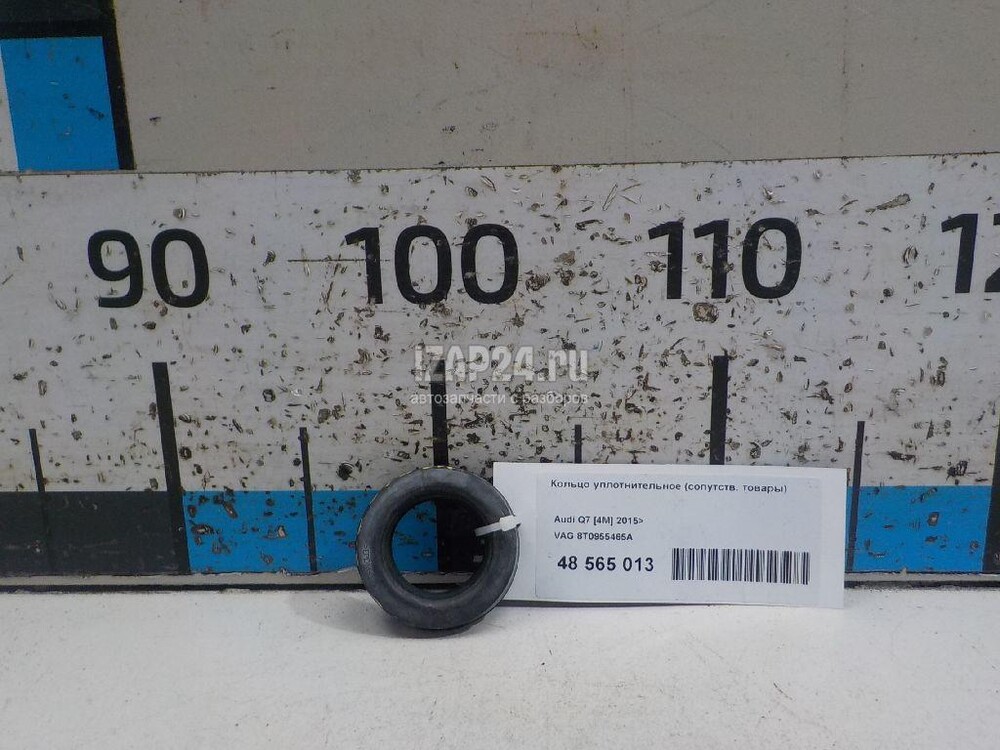 90 100 110 12
IZAP24.ru
автозапчасти с разборов
Кольцо уплотнительное (сопутств. товары)
Audi Q7 [4M] 2015>
VAG 8T0955465A
48 565 013